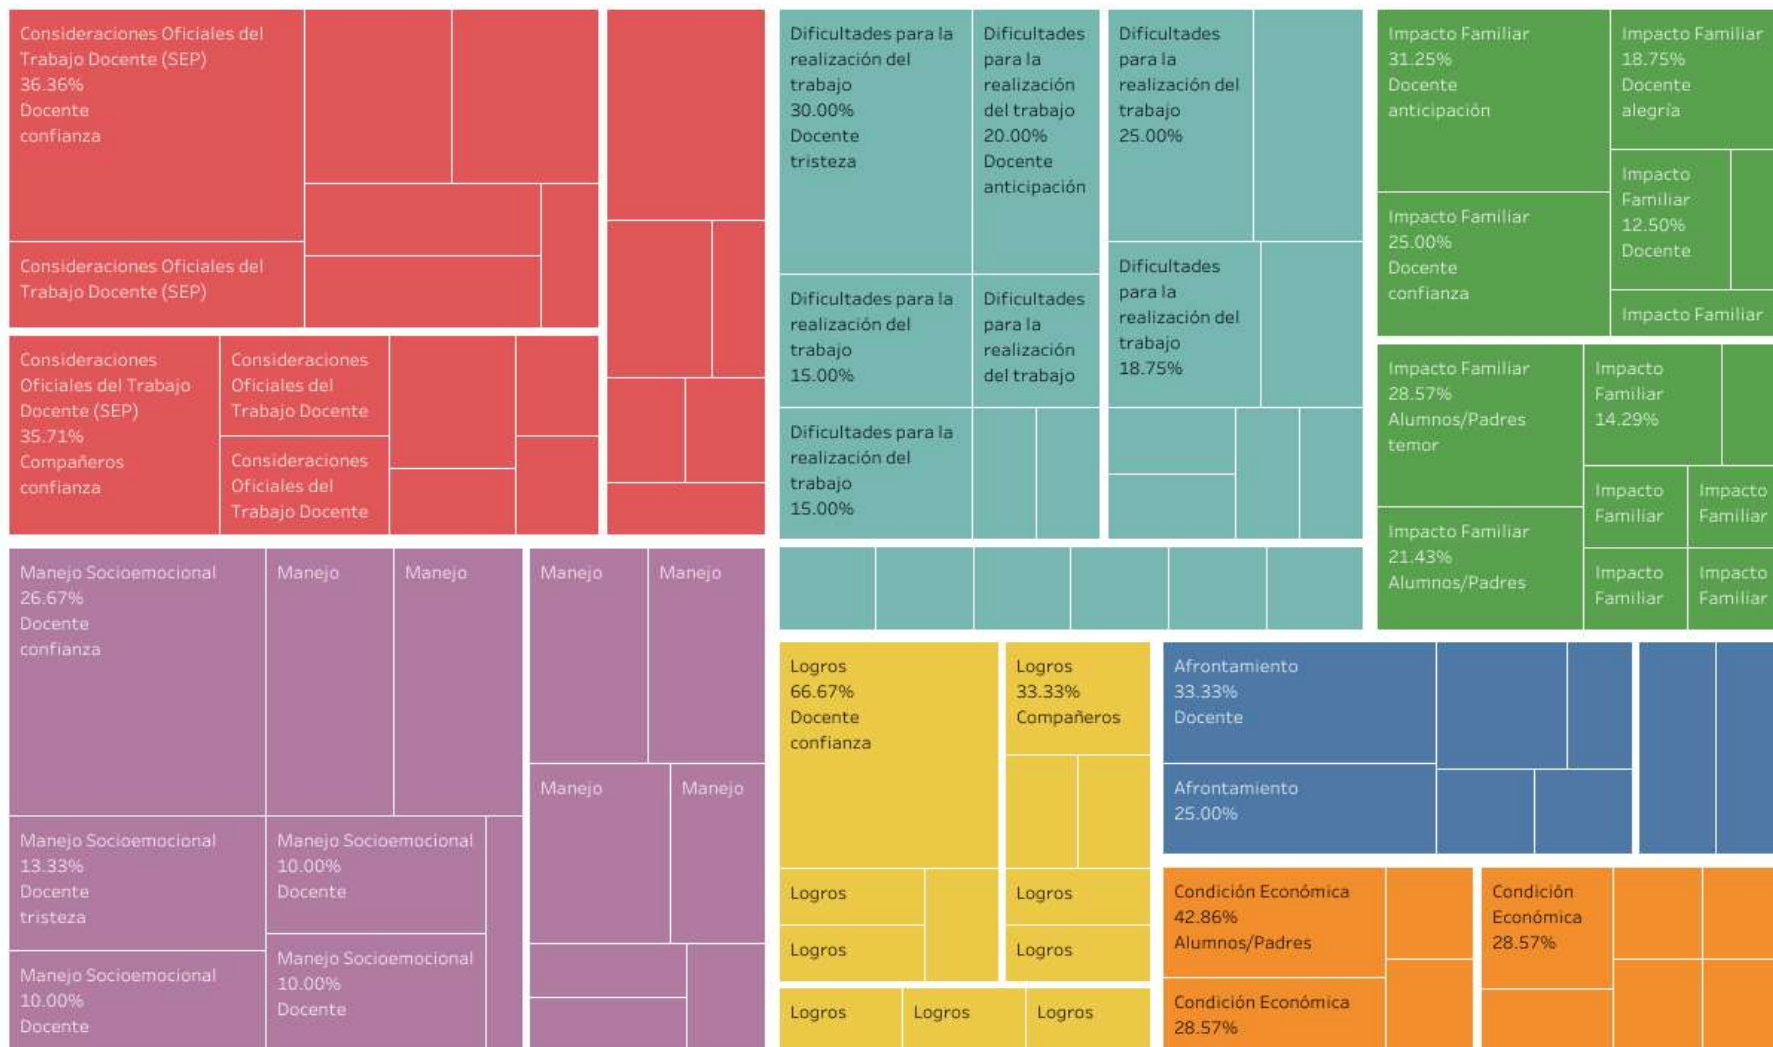 Consideraciones Oficiales del
Trabajo Docente (SEP)
36.36%
Docente
confianza
Consideraciones Oficiales del
Trabajo Docente (SEP)
Consideraciones
Oficiales del Trabajo
Docente (SEP)
35.71%
Compañeros
confianza
Consideraciones
Oficiales del
Trabajo Docente
Consideraciones
Oficiales del
Trabajo Docente
Dificultades para la
realización del
trabajo
30.00%
Docente
tristeza
Dificultades
para la
realización
del trabajo
20.00%
Docente
anticipación
Dificultades para la
realización del
trabajo
15.00%
Dificultades
para la
realización
del trabajo
Dificultades para la
realización del
trabajo
15.00%
Dificultades
para la
realización del
trabajo
25.00%
Dificultades
para la
realización del
trabajo
18.75%
Impacto Familiar
31.25%
Docente
anticipación
Impacto Familiar
18.75%
Docente
alegría
Impacto Familiar
25.00%
Docente
confianza
Impacto
Familiar
12.50%
Docente
Impacto Familiar
Impacto Familiar
28.57%
Alumnos/Padres
temor
Impacto
Familiar
14.29%
Impacto Familiar
21.43%
Alumnos/Padres
Impacto
Familiar
Impacto
Familiar
Impacto
Familiar
Impacto
Familiar
Manejo Socioemocional
26.67%
Docente
confianza
Manejo
Manejo
Manejo Socioemocional
13.33%
Docente
tristeza
Manejo Socioemocional
10.00%
Docente
Manejo Socioemocional
10.00%
Docente
Manejo Socioemocional
10.00%
Docente
Manejo
Manejo
Manejo
Manejo
Logros
66.67%
Docente
confianza
Logros
33.33%
Compañeros
Logros
Logros
Logros
Logros
Logros
Logros
Logros
Afrontamiento
33.33%
Docente
Afrontamiento
25.00%
Condición Económica
42.86%
Alumnos/Padres
Condición Económica
28.57%
Condición
Económica
28.57%